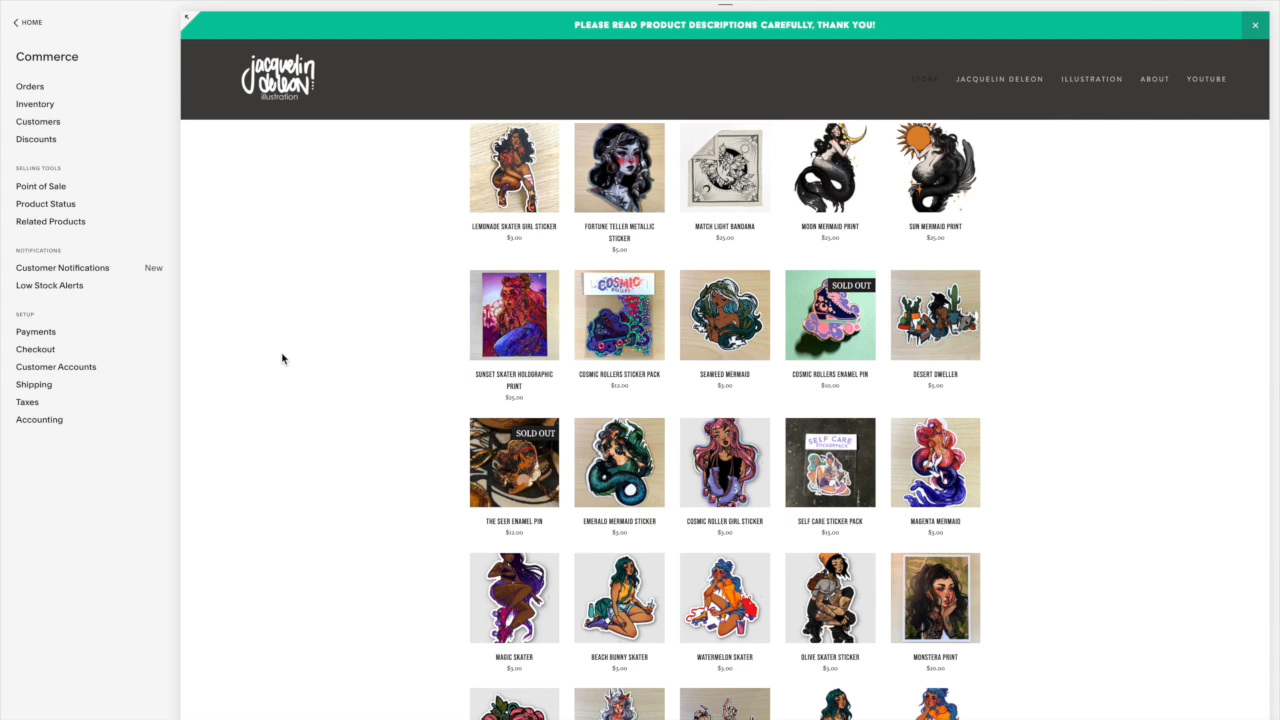 HOME
Commerce
Orders
Inventory
Customers
Discounts
SELLING TOOLS
Point of Sale
Product Status
Related Products
NOTIFICATIONS
Customer Notifications New
Low Stock Alerts
SETUP
Payments
Checkout
Customer Accounts
Shipping
Taxes
Accounting
PLEASE READ PRODUCT DESCRIPTIONS CAREFULLY, THANK YOU!
jacquelin
deleon
illustration
STORE JACQUELIN DELEON ILLUSTRATION ABOUT YOUTUBE
LEMONADE SKATER GIRL STICKER
$3.00
FORTUNE TELLER METALLIC
STICKER
$5.00
MATCH LIGHT BANDANA
$25.00
MOON MERMAID PRINT
$25.00
SUN MERMAID PRINT
$25.00
SUNSET SKATER HOLOGRAPHIC
PRINT
$25.00
COSMIC
ROLLERS
COSMIC ROLLERS STICKER PACK
$12.00
SEAWEED MERMAID
$3.00
SOLD OUT
COSMIC ROLLERS ENAMEL PIN
$10.00
DESERT DWELLER
$5.00
SOLD OUT
THE SEER ENAMEL PIN
$12.00
EMERALD MERMAID STICKER
$3.00
COSMIC ROLLER GIRL STICKER
$3.00
SELF CARE
STICKERPACK
SELF CARE STICKER PACK
$15.00
MAGENTA MERMAID
$3.00
MAGIC SKATER
$3.00
BEACH BUNNY SKATER
$3.00
WATERMELON SKATER
$3.00
OLIVE SKATER STICKER
$3.00
MONSTERA PRINT
$20.00